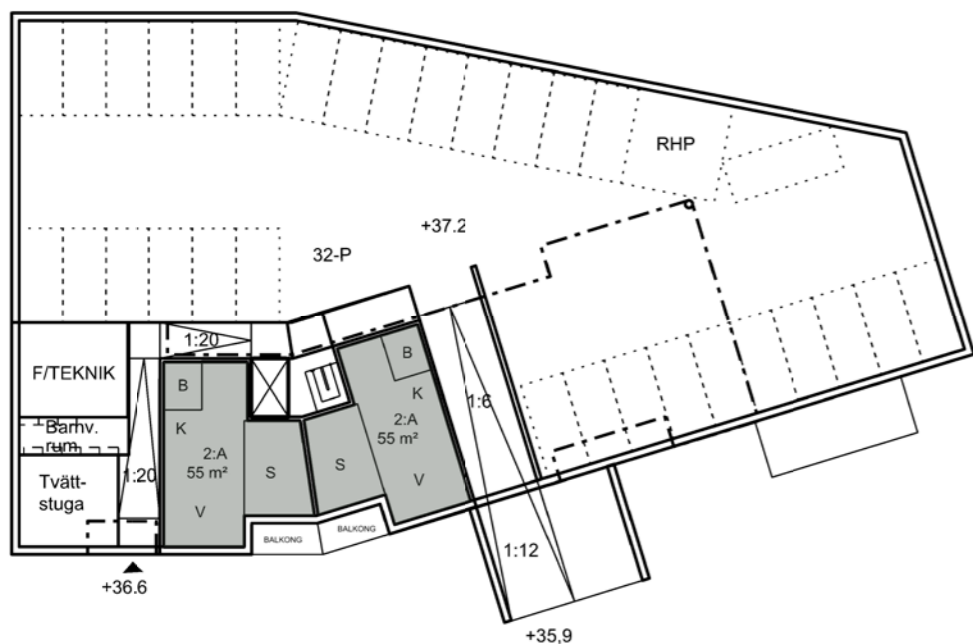 RHP
+37.2
32-P
1:20
F/TEKNIK
B
B
K
K
1:6
Barnv.
rum
2:A
55 m²
2:A
55 m²
1:20
S
S
Tvätt-
stuga
V
V
BALKONG
BALKONG
1:12
+36.6
+35,9